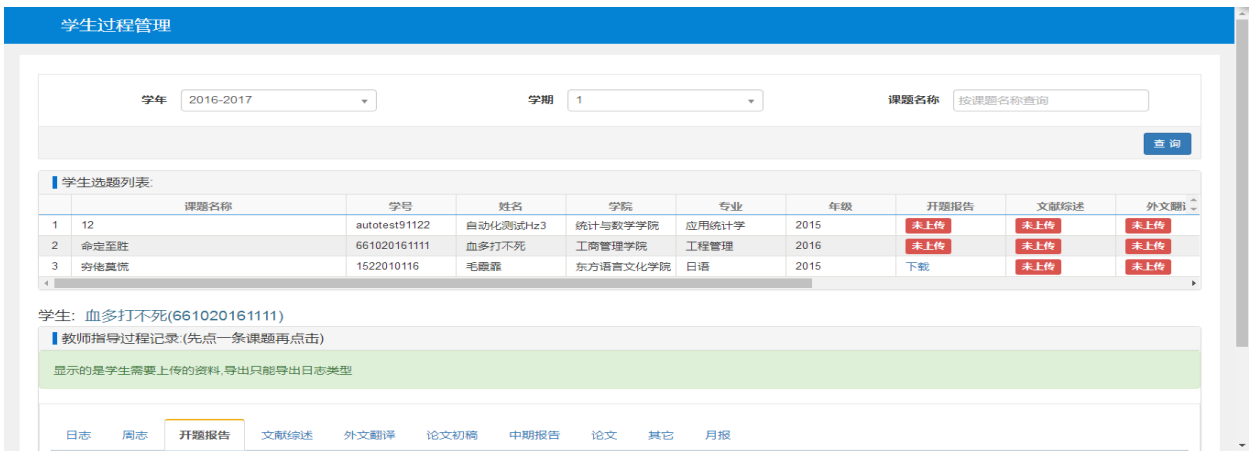 学生过程管理
学年 2016-2017 学期 1 课题名称 按课题名称查询
查 询
学生选题列表:
课题名称 学号 姓名 学院 专业 年级 开题报告 文献综述 外文翻译
1 12 autotest91122 自动化测试Hz3 统计与数学学院 应用统计学 2015 未上传 未上传 未上传
2 命定至胜 661020161111 血多打不死 工商管理学院 工程管理 2016 未上传 未上传 未上传
3 穷佬莫慌 1522010116 毛霞霏 东方语言文化学院 日语 2015 下载 未上传 未上传
学生: 血多打不死(661020161111)
教师指导过程记录:(先点一条课题再点击)
显示的是学生需要上传的资料,导出只能导出日志类型
日志 周志 开题报告 文献综述 外文翻译 论文初稿 中期报告 论文 其它 月报